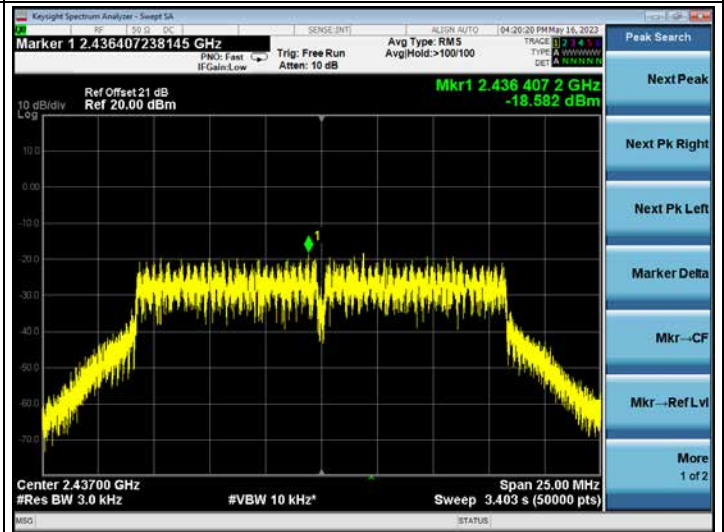 Keysight Spectrum Analyzer - Swept SA
RF 50 Ω DC SENSE:INT ALIGN AUTO 04:20:20 PM May 16, 2023
Marker 1 2.436407238145 GHz
PNO: Fast
IFGain:Low
Trig: Free Run
Atten: 10 dB
Avg Type: RMS
Avg|Hold:>100/100
TRACE 1 2 3 4 5 6
TYPE A WWWWW
DET A N N N N N
Peak Search
Mkr1 2.436 407 2 GHz
-18.582 dBm
Ref Offset 21 dB
Ref 20.00 dBm
10 dB/div
Log
10.0
0.00
-10.0
-20.0
-30.0
-40.0
-50.0
-60.0
-70.0
1
Center 2.43700 GHz
#Res BW 3.0 kHz
#VBW 10 kHz*
Span 25.00 MHz
Sweep 3.403 s (50000 pts)
MSG
STATUS
Next Peak
Next Pk Right
Next Pk Left
Marker Delta
Mkr→CF
Mkr→Ref Lvl
More
1 of 2